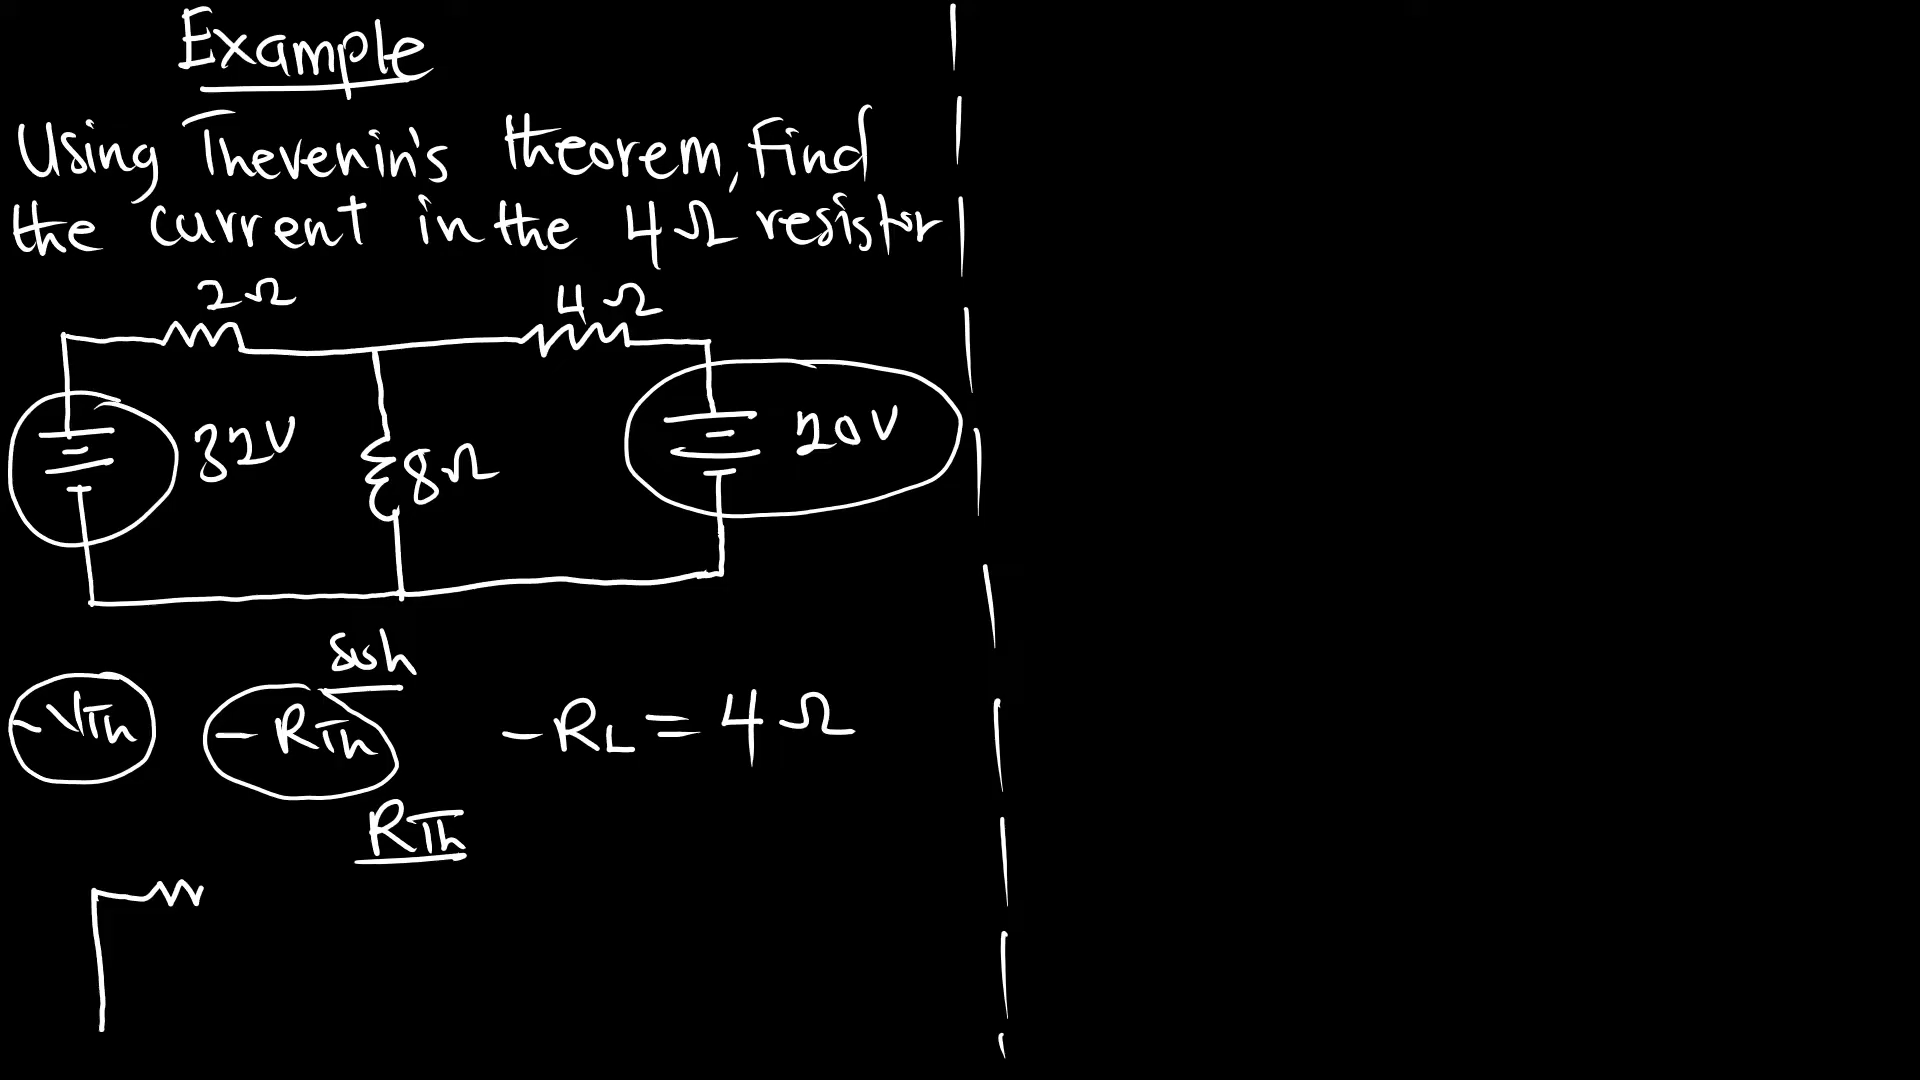 Example
Using Thevenin's theorem, Find
the current in the 4Ω resistor
2Ω 4Ω
32V 8Ω 20V
soln
-VTh -RTh -RL = 4Ω
RTh